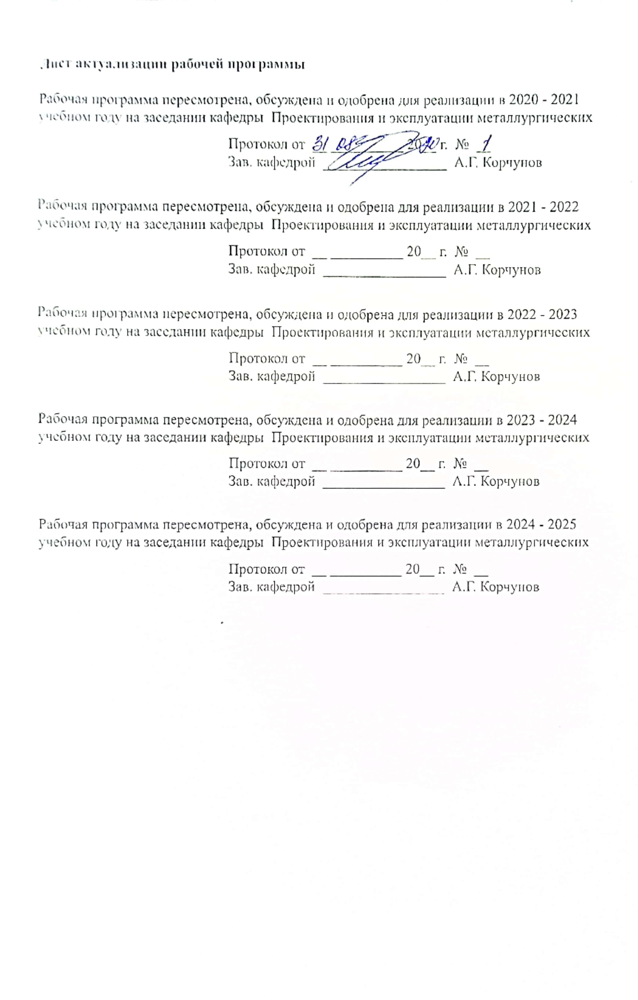 Лист актуализации рабочей программы
Рабочая программа пересмотрена, обсуждена и одобрена для реализации в 2020 - 2021
учебном году на заседании кафедры Проектирования и эксплуатации металлургических
Протокол от 31 08 2020 г. № 1
Зав. кафедрой ________________ А.Г. Корчунов
Рабочая программа пересмотрена, обсуждена и одобрена для реализации в 2021 - 2022
учебном году на заседании кафедры Проектирования и эксплуатации металлургических
Протокол от __ __________ 20__ г. № __
Зав. кафедрой ________________ А.Г. Корчунов
Рабочая программа пересмотрена, обсуждена и одобрена для реализации в 2022 - 2023
учебном году на заседании кафедры Проектирования и эксплуатации металлургических
Протокол от __ __________ 20__ г. № __
Зав. кафедрой ________________ А.Г. Корчунов
Рабочая программа пересмотрена, обсуждена и одобрена для реализации в 2023 - 2024
учебном году на заседании кафедры Проектирования и эксплуатации металлургических
Протокол от __ __________ 20__ г. № __
Зав. кафедрой ________________ А.Г. Корчунов
Рабочая программа пересмотрена, обсуждена и одобрена для реализации в 2024 - 2025
учебном году на заседании кафедры Проектирования и эксплуатации металлургических
Протокол от __ __________ 20__ г. № __
Зав. кафедрой ________________ А.Г. Корчунов